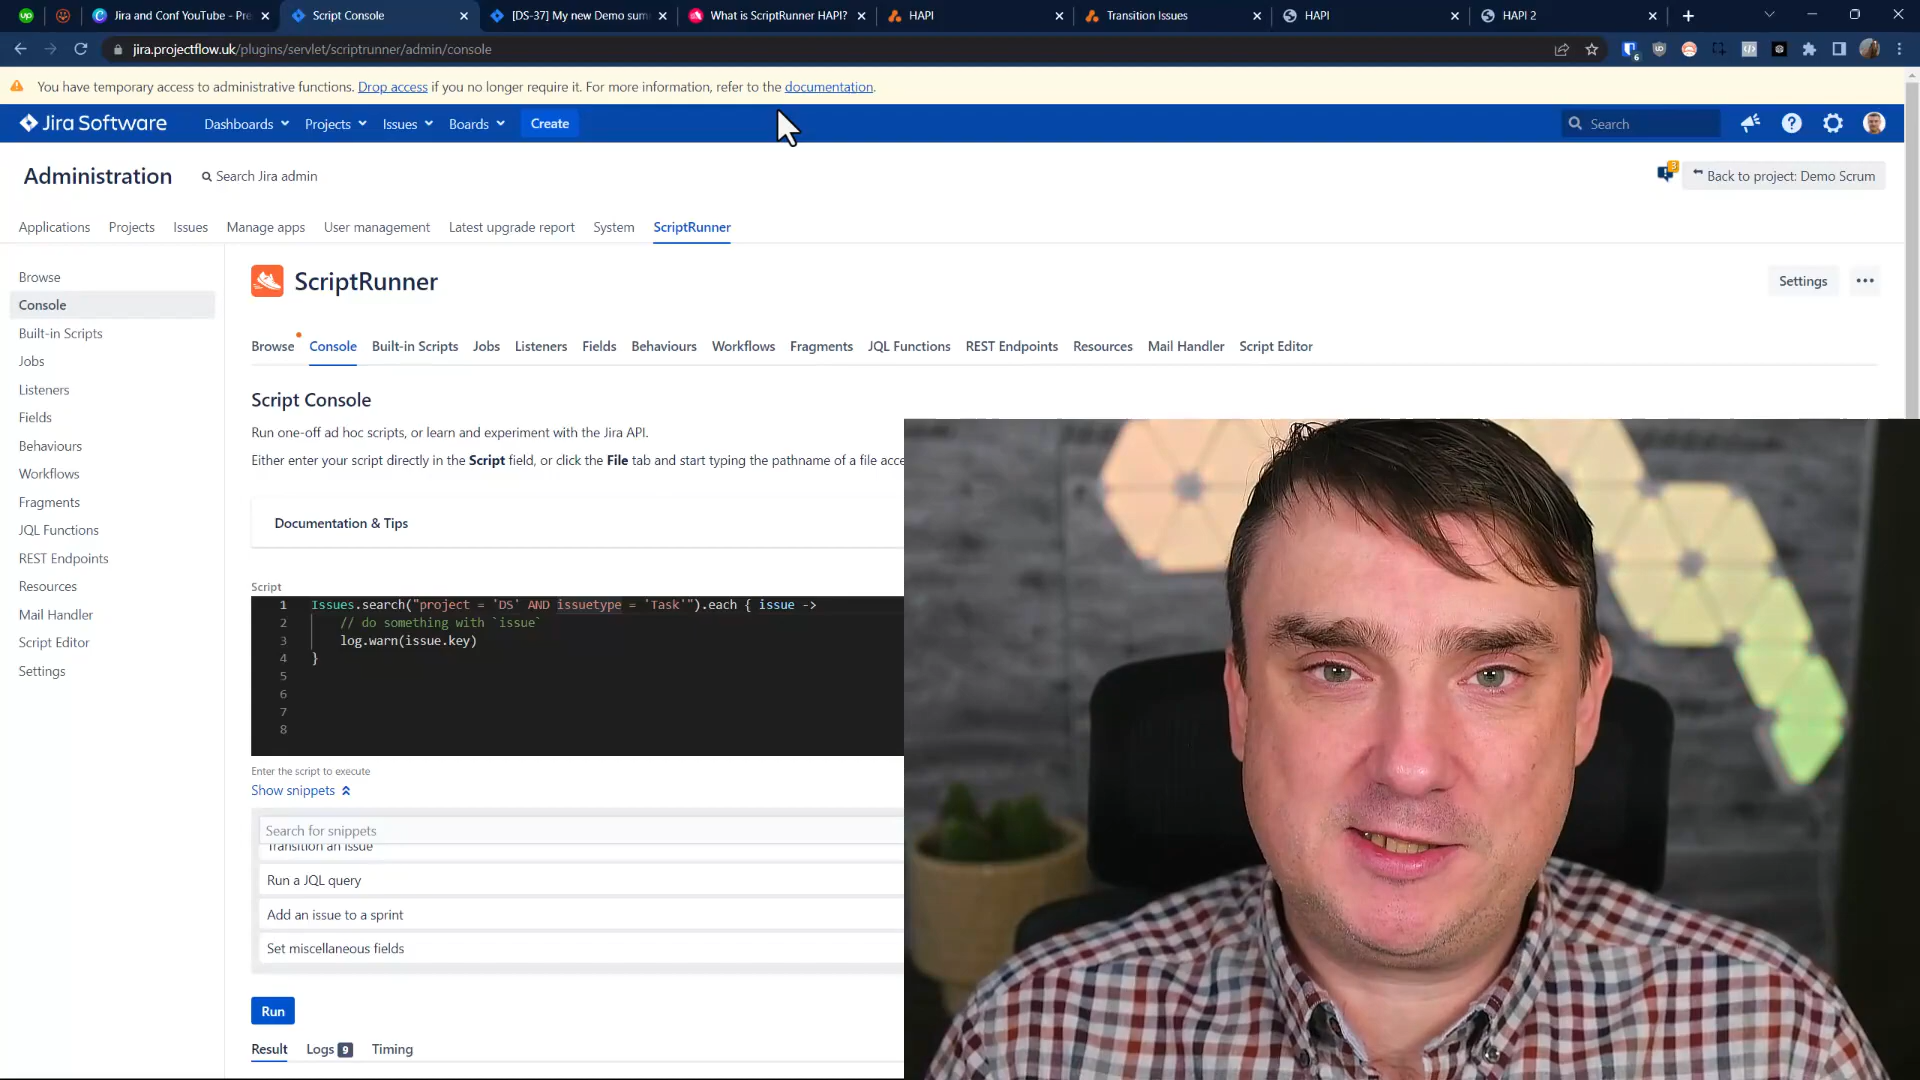 Jira and Conf YouTube - Pre
Script Console
[DS-37] My new Demo sum
What is ScriptRunner HAPI?
HAPI
Transition Issues
HAPI
HAPI 2
jira.projectflow.uk/plugins/servlet/scriptrunner/admin/console
You have temporary access to administrative functions. Drop access if you no longer require it. For more information, refer to the documentation.
Jira Software
Dashboards
Projects
Issues
Boards
Create
Search
Administration
Search Jira admin
3
Back to project: Demo Scrum
Applications
Projects
Issues
Manage apps
User management
Latest upgrade report
System
ScriptRunner
Browse
Console
Built-in Scripts
Jobs
Listeners
Fields
Behaviours
Workflows
Fragments
JQL Functions
REST Endpoints
Resources
Mail Handler
Script Editor
Settings
ScriptRunner
Settings
Browse
Console
Built-in Scripts
Jobs
Listeners
Fields
Behaviours
Workflows
Fragments
JQL Functions
REST Endpoints
Resources
Mail Handler
Script Editor
Script Console
Run one-off ad hoc scripts, or learn and experiment with the Jira API.
Either enter your script directly in the Script field, or click the File tab and start typing the pathname of a file acce
Documentation & Tips
Script
1 Issues.search("project = 'DS' AND issuetype = 'Task'").each { issue ->
2 // do something with `issue`
3 log.warn(issue.key)
4 }
5
6
7
8
Enter the script to execute
Show snippets
Search for snippets
Transition an issue
Run a JQL query
Add an issue to a sprint
Set miscellaneous fields
Run
Result
Logs 9
Timing